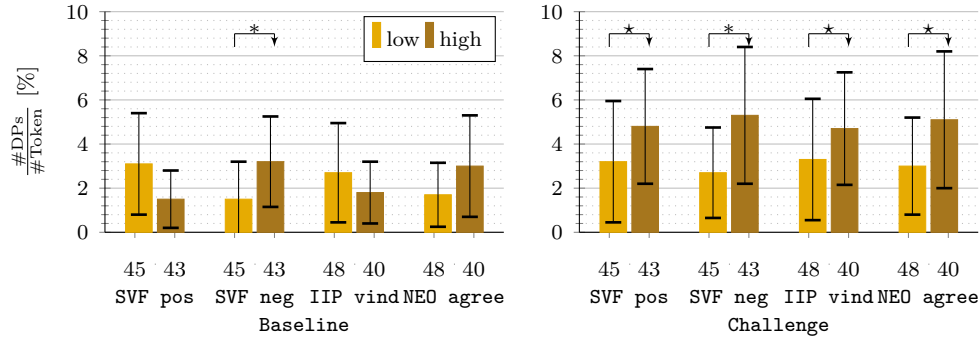 #DPs
#Token [%]
10
8
6
4
2
0
*
low high
45 43 45 43 48 40 48 40
SVF pos SVF neg IIP vind NEO agree
Baseline
10
8
6
4
2
0
⋆ * ⋆ ⋆
45 43 45 43 48 40 48 40
SVF pos SVF neg IIP vind NEO agree
Challenge